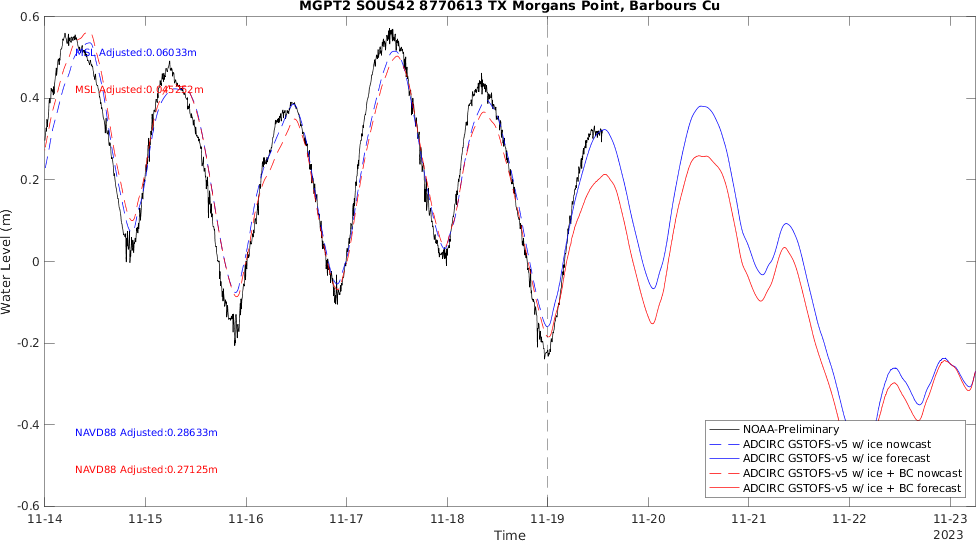 MGPT2 SOUS42 8770613 TX Morgans Point, Barbours Cu
0.6
0.4
0.2
0
-0.2
-0.4
-0.6
Water Level (m)
MSL Adjusted:0.06033m
MSL Adjusted:0.045252m
NAVD88 Adjusted:0.28633m
NAVD88 Adjusted:0.27125m
NOAA-Preliminary
ADCIRC GSTOFS-v5 w/ ice nowcast
ADCIRC GSTOFS-v5 w/ ice forecast
ADCIRC GSTOFS-v5 w/ ice + BC nowcast
ADCIRC GSTOFS-v5 w/ ice + BC forecast
11-14 11-15 11-16 11-17 11-18 11-19 11-20 11-21 11-22 11-23
Time 2023